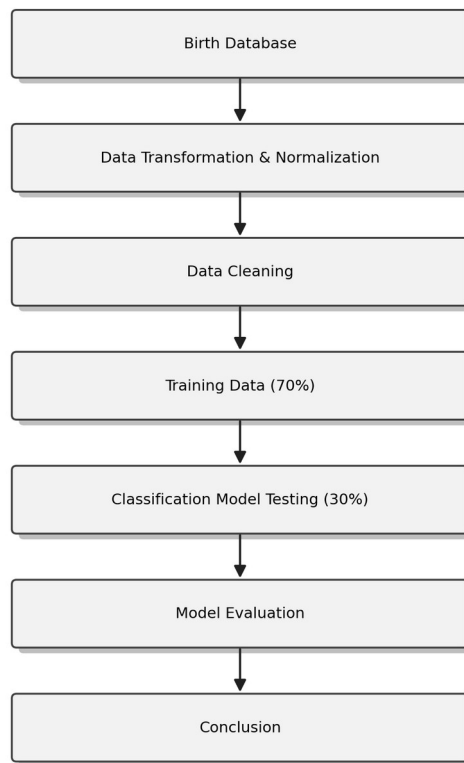 Birth Database
Data Transformation & Normalization
Data Cleaning
Training Data (70%)
Classification Model Testing (30%)
Model Evaluation
Conclusion